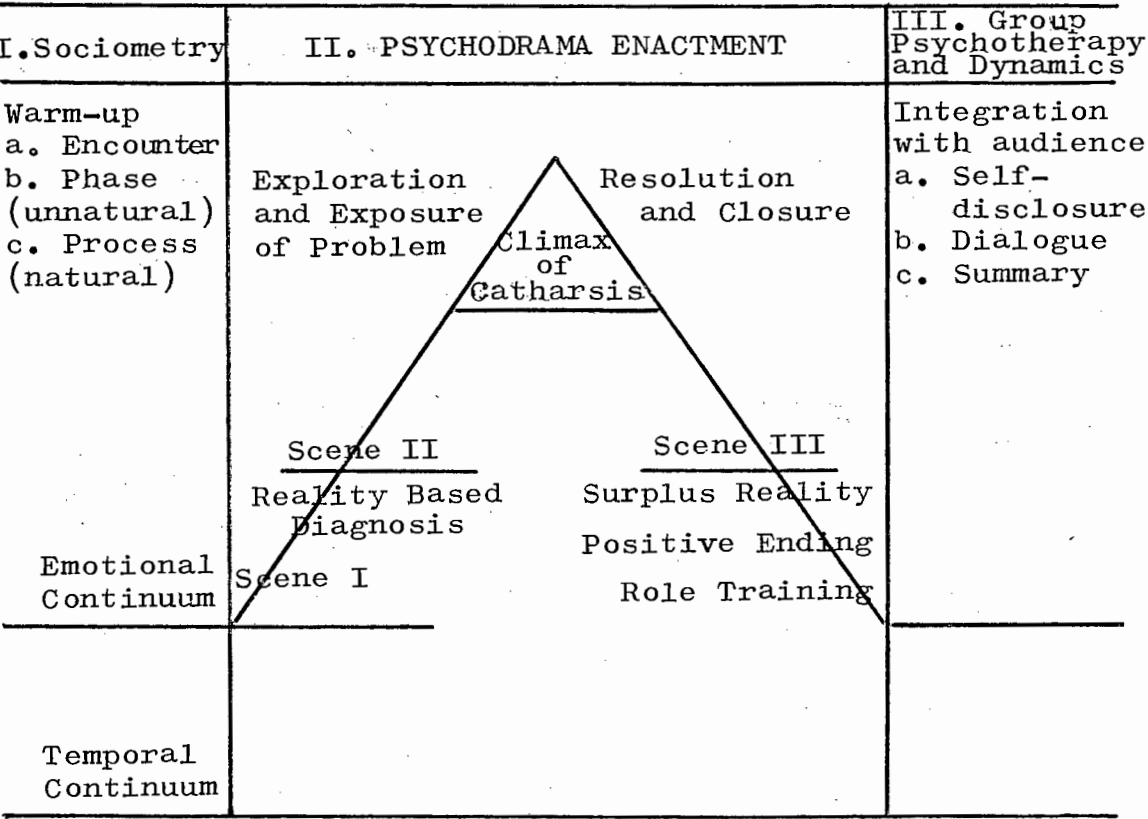 I.Sociometry
II. PSYCHODRAMA ENACTMENT
III. Group
Psychotherapy
and Dynamics
Warm-up
a. Encounter
b. Phase
(unnatural)
c. Process
(natural)
Exploration
and Exposure
of Problem
Climax
of
Catharsis
Resolution
and Closure
Scene II
Reality Based
Diagnosis
Scene I
Scene III
Surplus Reality
Positive Ending
Role Training
Integration
with audience
a. Self-
disclosure
b. Dialogue
c. Summary
Emotional
Continuum
Temporal
Continuum